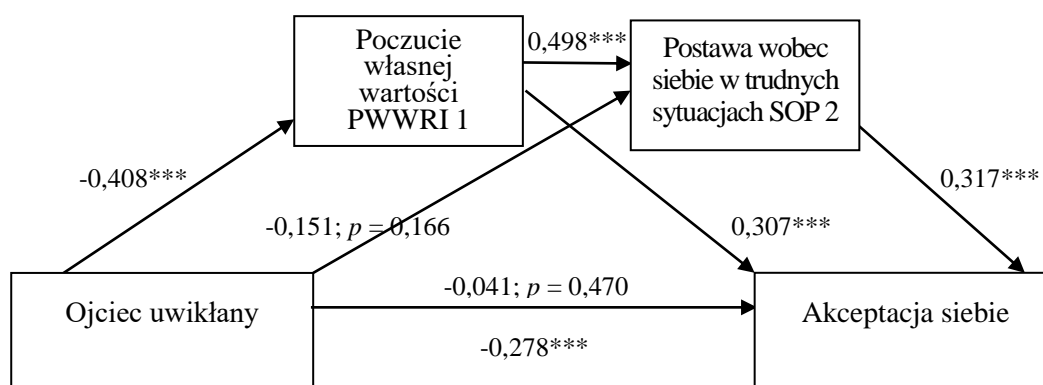 Poczucie
własnej
wartości
PWWRI 1
0,498***
Postawa wobec
siebie w trudnych
sytuacjach SOP 2
-0,408***
0,317***
-0,151; p = 0,166
0,307***
Ojciec uwikłany
-0,041; p = 0,470
Akceptacja siebie
-0,278***